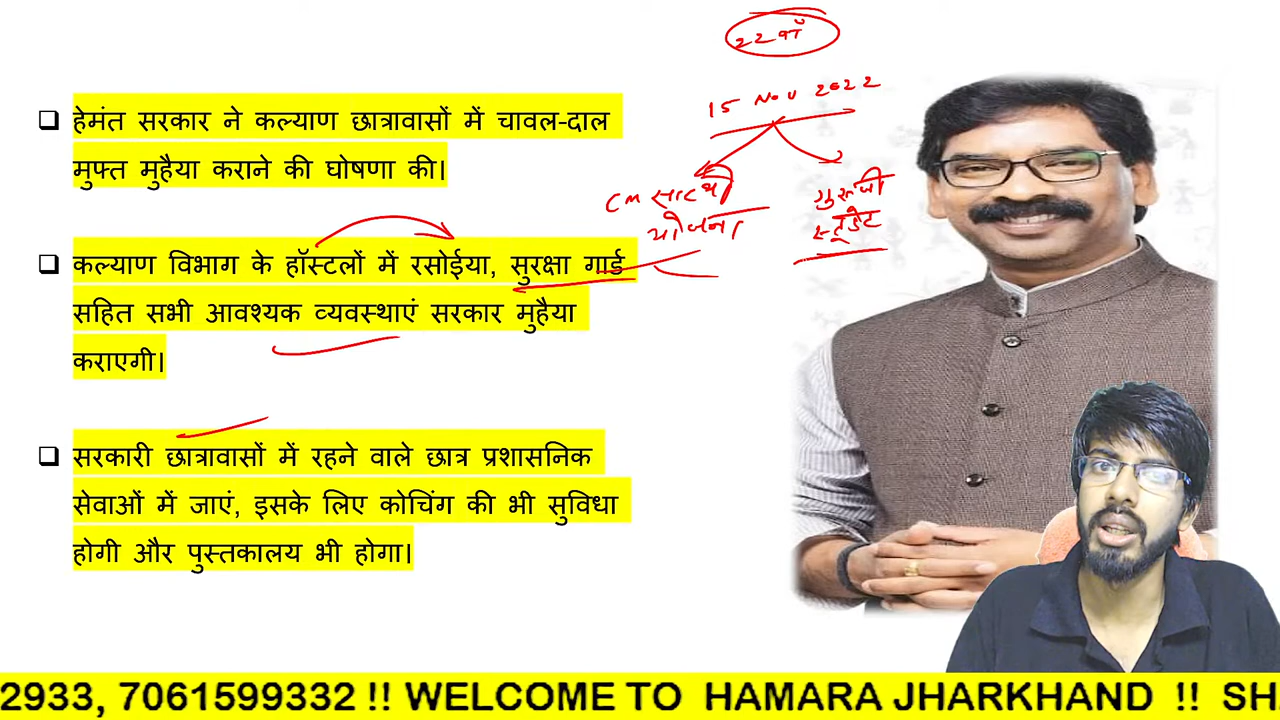 22वाँ
15 Nov 2022
CM सारथी
योजना
गुरुजी
स्टूडेंट
❑ हेमंत सरकार ने कल्याण छात्रावासों में चावल-दाल
मुफ्त मुहैया कराने की घोषणा की।
❑ कल्याण विभाग के हॉस्टलों में रसोईया, सुरक्षा गार्ड
सहित सभी आवश्यक व्यवस्थाएं सरकार मुहैया
कराएगी।
❑ सरकारी छात्रावासों में रहने वाले छात्र प्रशासनिक
सेवाओं में जाएं, इसके लिए कोचिंग की भी सुविधा
होगी और पुस्तकालय भी होगा।
2933, 7061599332 !! WELCOME TO HAMARA JHARKHAND !! SH